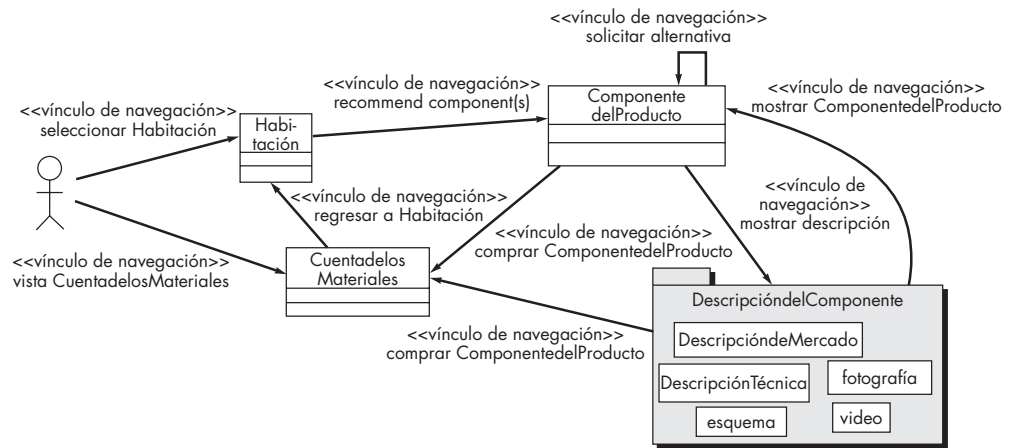 <<vínculo de navegación>>
solicitar alternativa
<<vínculo de navegación>>
recommend component(s)
<<vínculo de navegación>>
seleccionar Habitación
Habi-
tación
Componente
delProducto
<<vínculo de navegación>>
mostrar ComponentedelProducto
<<vínculo de navegación>>
regresar a Habitación
<<vínculo de
navegación>>
mostrar descripción
<<vínculo de navegación>>
comprar ComponentedelProducto
<<vínculo de navegación>>
vista CuentadelosMateriales
Cuentadelos
Materiales
<<vínculo de navegación>>
comprar ComponentedelProducto
DescripcióndelComponente
DescripcióndeMercado
DescripciónTécnica
fotografía
esquema
video